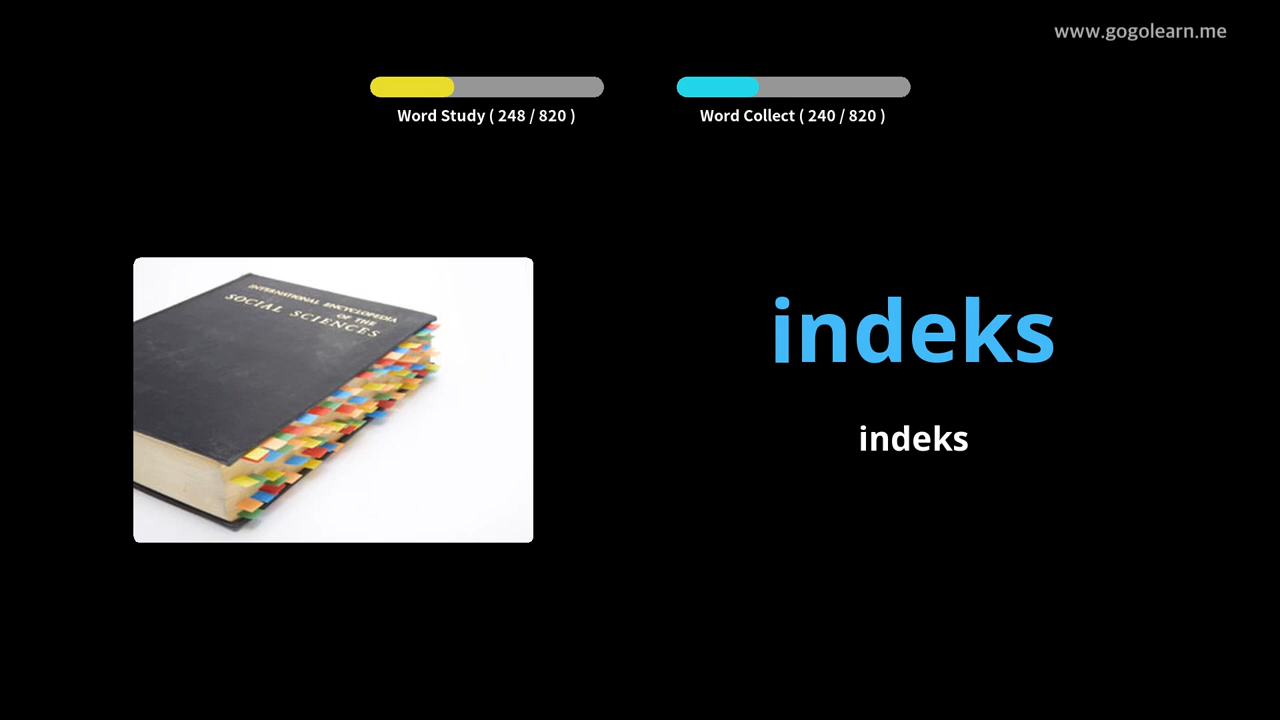 www.gogolearn.me
Word Study ( 248 / 820 )
Word Collect ( 240 / 820 )
INTERNATIONAL ENCYCLOPEDIA
OF THE
SOCIAL SCIENCES
indeks
indeks